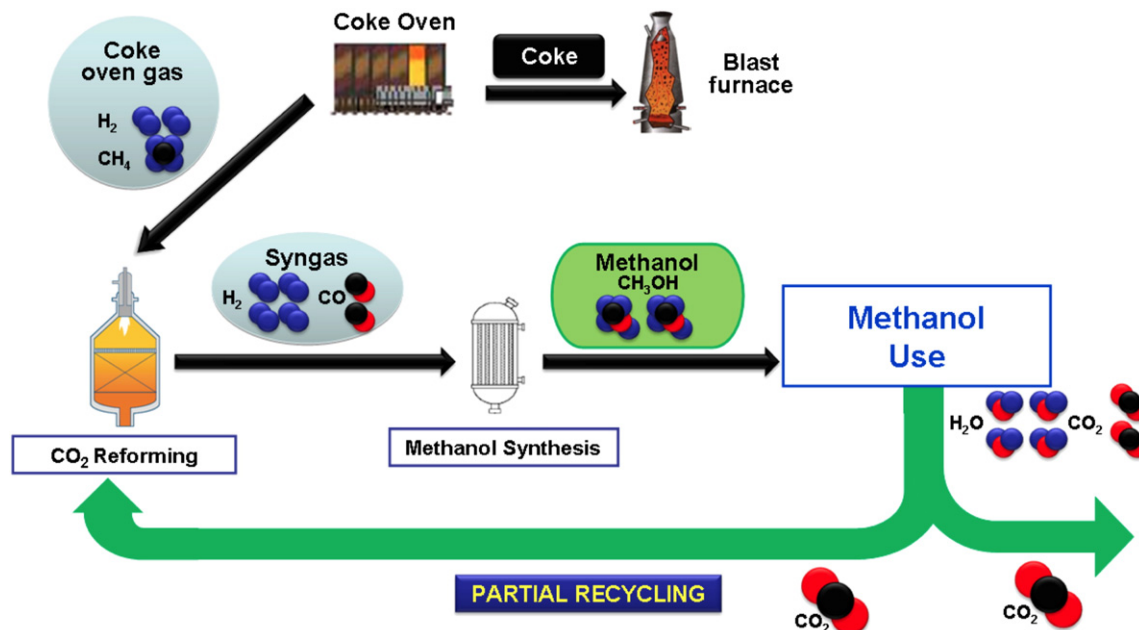 Coke Oven
Coke
Blast
furnace
Coke
oven gas
H₂
CH₄
Syngas
H₂
CO
Methanol
CH₃OH
Methanol
Use
CO₂ Reforming
Methanol Synthesis
H₂O
CO₂
PARTIAL RECYCLING
CO₂
CO₂